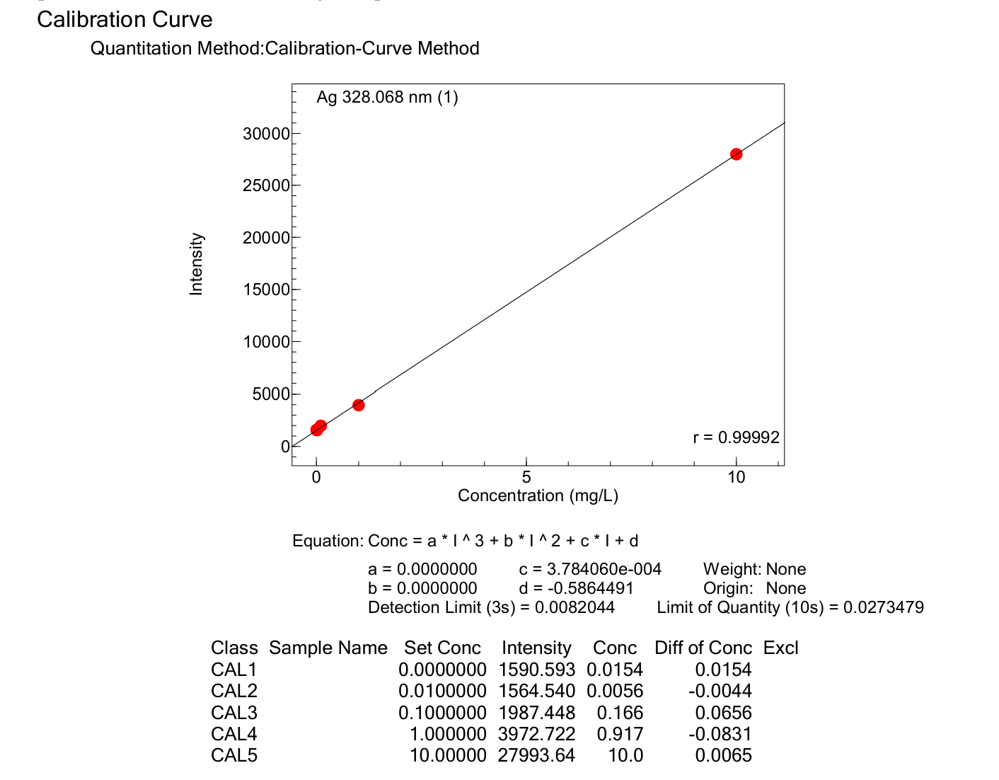 Calibration Curve
Quantitation Method:Calibration-Curve Method
Ag 328.068 nm (1)
30000
25000
20000
15000
10000
5000
0
Intensity
r = 0.99992
0 5 10
Concentration (mg/L)
Equation: Conc = a * I ^ 3 + b * I ^ 2 + c * I + d
a = 0.0000000 c = 3.784060e-004 Weight: None
b = 0.0000000 d = -0.5864491 Origin: None
Detection Limit (3s) = 0.0082044 Limit of Quantity (10s) = 0.0273479
Class Sample Name Set Conc Intensity Conc Diff of Conc Excl
CAL1 0.0000000 1590.593 0.0154 0.0154
CAL2 0.0100000 1564.540 0.0056 -0.0044
CAL3 0.1000000 1987.448 0.166 0.0656
CAL4 1.000000 3972.722 0.917 -0.0831
CAL5 10.00000 27993.64 10.0 0.0065